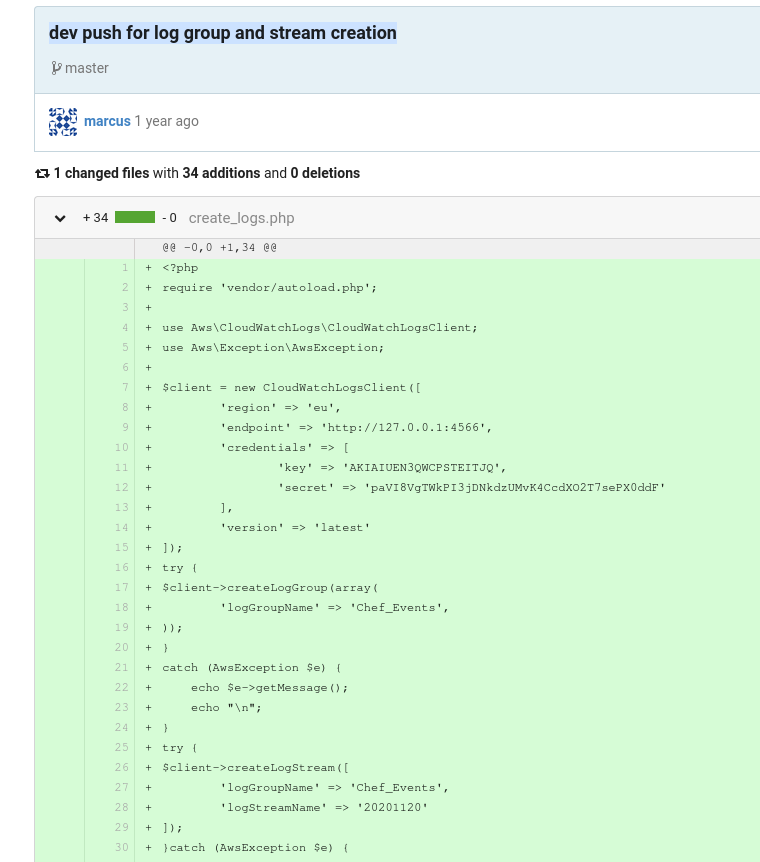 dev push for log group and stream creation
master
marcus 1 year ago
1 changed files with 34 additions and 0 deletions
+ 34 - 0 create_logs.php
@@ -0,0 +1,34 @@
1 + <?php
2 + require 'vendor/autoload.php';
3 +
4 + use Aws\CloudWatchLogs\CloudWatchLogsClient;
5 + use Aws\Exception\AwsException;
6 +
7 + $client = new CloudWatchLogsClient([
8 + 'region' => 'eu',
9 + 'endpoint' => 'http://127.0.0.1:4566',
10 + 'credentials' => [
11 + 'key' => 'AKIAIUEN3QWCPSTEITJQ',
12 + 'secret' => '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'
13 + ],
14 + 'version' => 'latest'
15 + ]);
16 + try {
17 + $client->createLogGroup(array(
18 + 'logGroupName' => 'Chef_Events',
19 + ));
20 + }
21 + catch (AwsException $e) {
22 + echo $e->getMessage();
23 + echo "\n";
24 + }
25 + try {
26 + $client->createLogStream([
27 + 'logGroupName' => 'Chef_Events',
28 + 'logStreamName' => '20201120'
29 + ]);
30 + }catch (AwsException $e) {